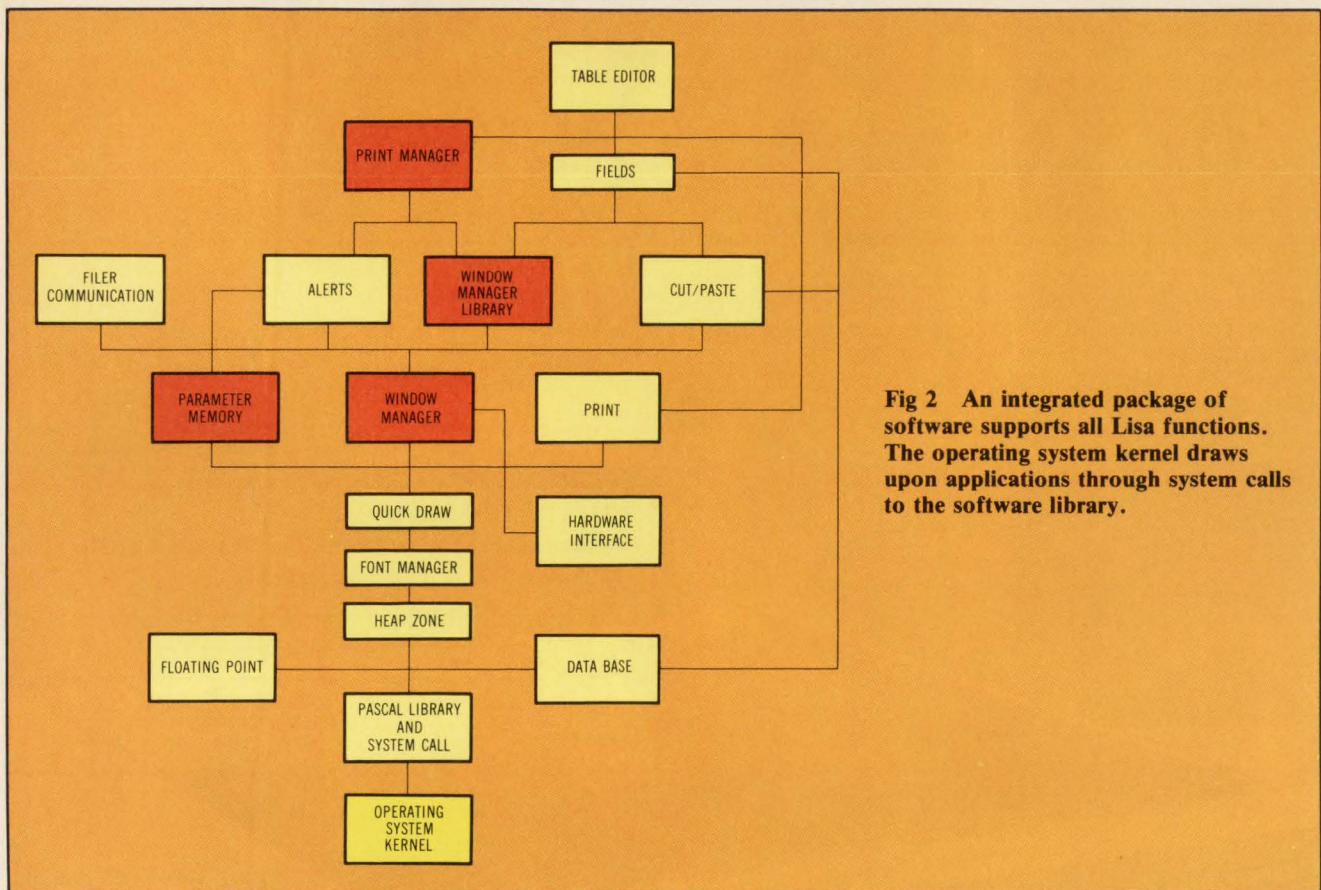 TABLE EDITOR
PRINT MANAGER
FIELDS
FILER
COMMUNICATION
ALERTS
WINDOW
MANAGER
LIBRARY
CUT/PASTE
PARAMETER
MEMORY
WINDOW
MANAGER
PRINT
QUICK DRAW
HARDWARE
INTERFACE
FONT MANAGER
HEAP ZONE
FLOATING POINT
DATA BASE
PASCAL LIBRARY
AND
SYSTEM CALL
OPERATING
SYSTEM
KERNEL
Fig 2 An integrated package of
software supports all Lisa functions.
The operating system kernel draws
upon applications through system calls
to the software library.